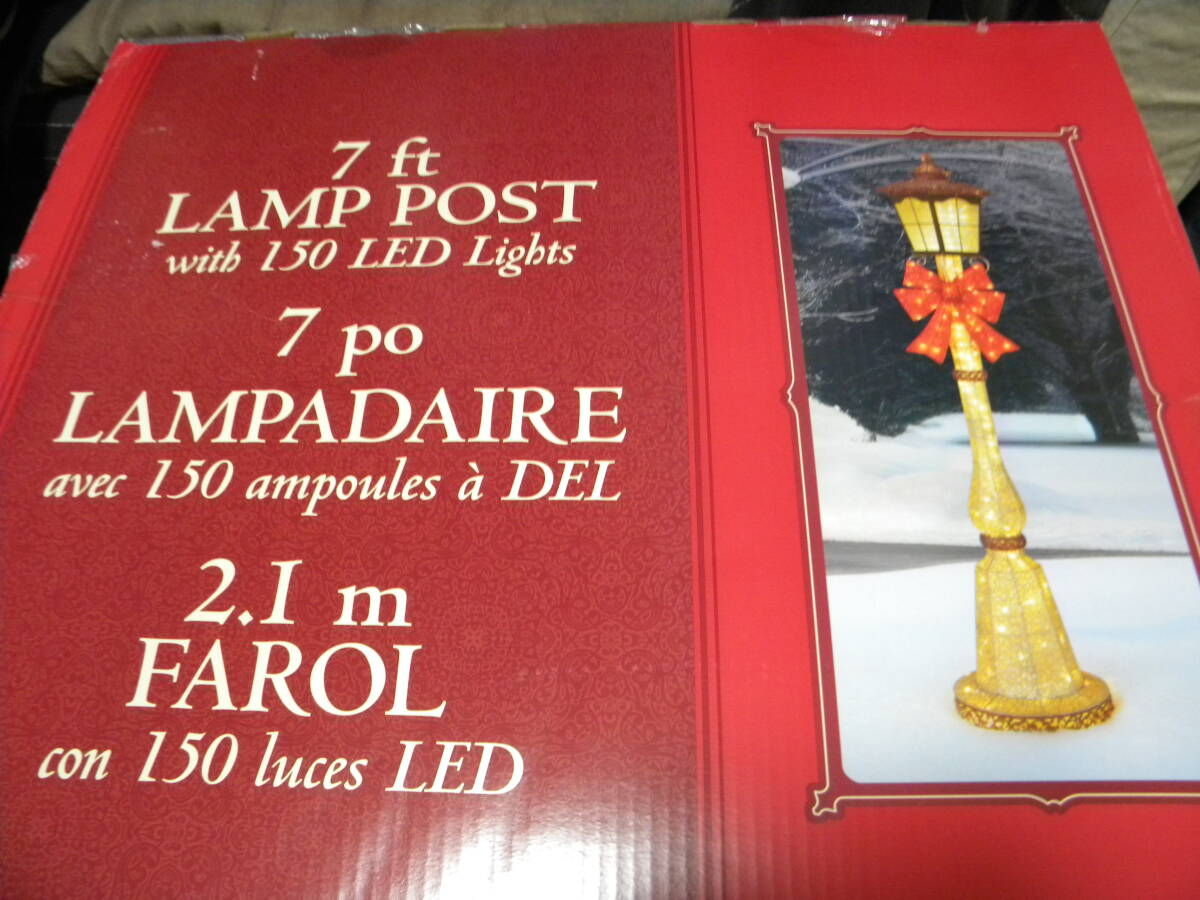 7 ft
LAMP POST
with 150 LED Lights
7 po
LAMPADAIRE
avec 150 ampoules à DEL
2.1 m
FAROL
con 150 luces LED